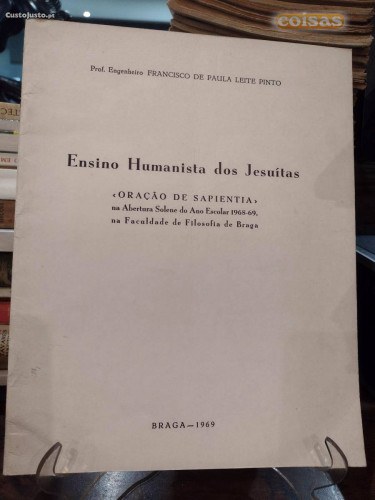 CustoJusto.pt
coisas
Prof. Engenheiro FRANCISCO DE PAULA LEITE PINTO
Ensino Humanista dos Jesuítas
«ORAÇÃO DE SAPIENTIA»
na Abertura Solene do Ano Escolar 1968-69,
na Faculdade de Filosofia de Braga
BRAGA — 1969